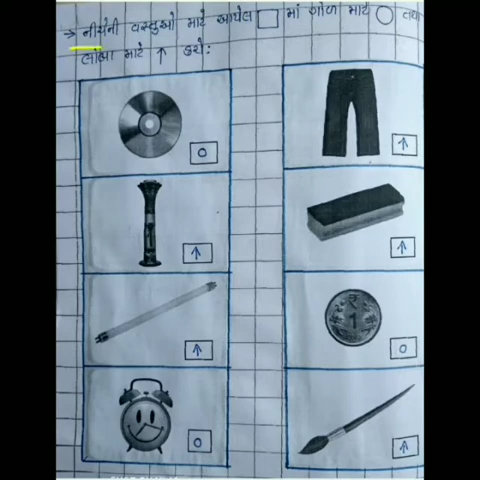 → નીચેની વસ્તુઓ માટે આપેલ □ માં ગોળ માટે ○ તથા
લાંબા માટે ↑ કરો:
O
↑
↑
↑
↑
₹
1
O
O
↑